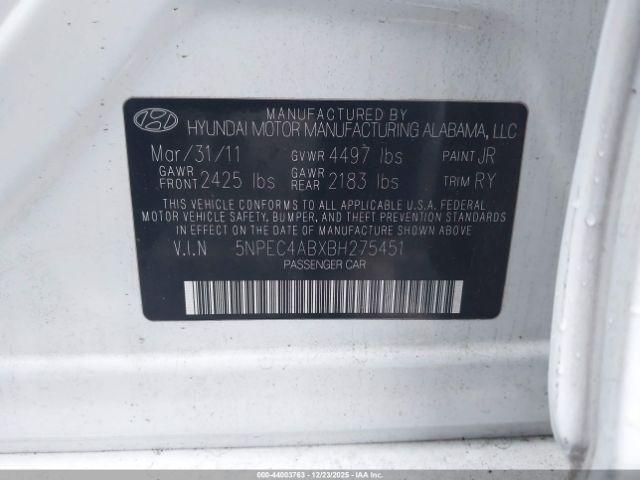 MANUFACTURED BY
HYUNDAI MOTOR MANUFACTURING ALABAMA, LLC
Mar/31/11 GVWR 4497 lbs PAINT JR
GAWR FRONT 2425 lbs GAWR REAR 2183 lbs TRIM RY
THIS VEHICLE CONFORMS TO ALL APPLICABLE U.S.A. FEDERAL
MOTOR VEHICLE SAFETY, BUMPER, AND THEFT PREVENTION STANDARDS
IN EFFECT ON THE DATE OF MANUFACTURE SHOWN ABOVE.
V.I.N 5NPEC4ABXBH275451
PASSENGER CAR
000-44003763 - 12/23/2025 - IAAI.COM